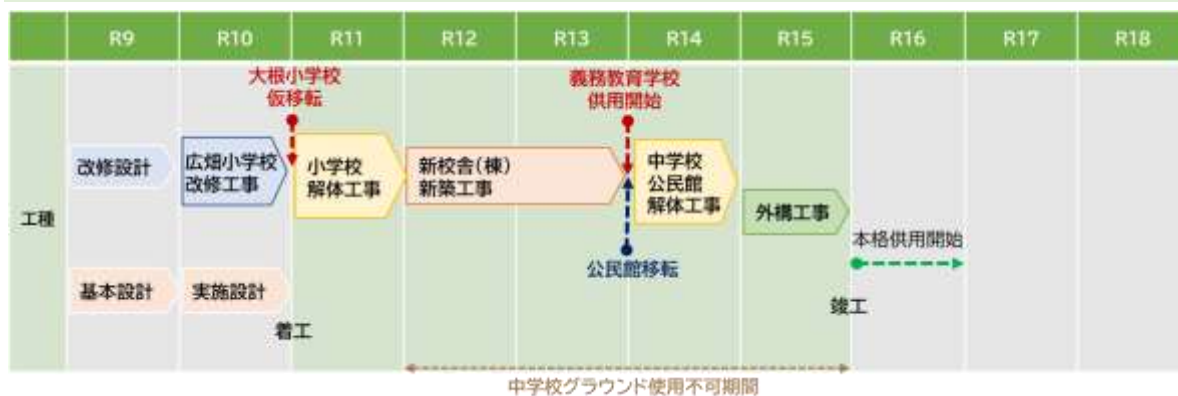 R9 R10 R11 R12 R13 R14 R15 R16 R17 R18
大根小学校
仮移転
義務教育学校
供用開始
工種
改修設計
広畑小学校
改修工事
小学校
解体工事
新校舎(棟)
新築工事
中学校
公民館
解体工事
外構工事
本格供用開始
公民館移転
基本設計
実施設計
着工
竣工
中学校グラウンド使用不可期間